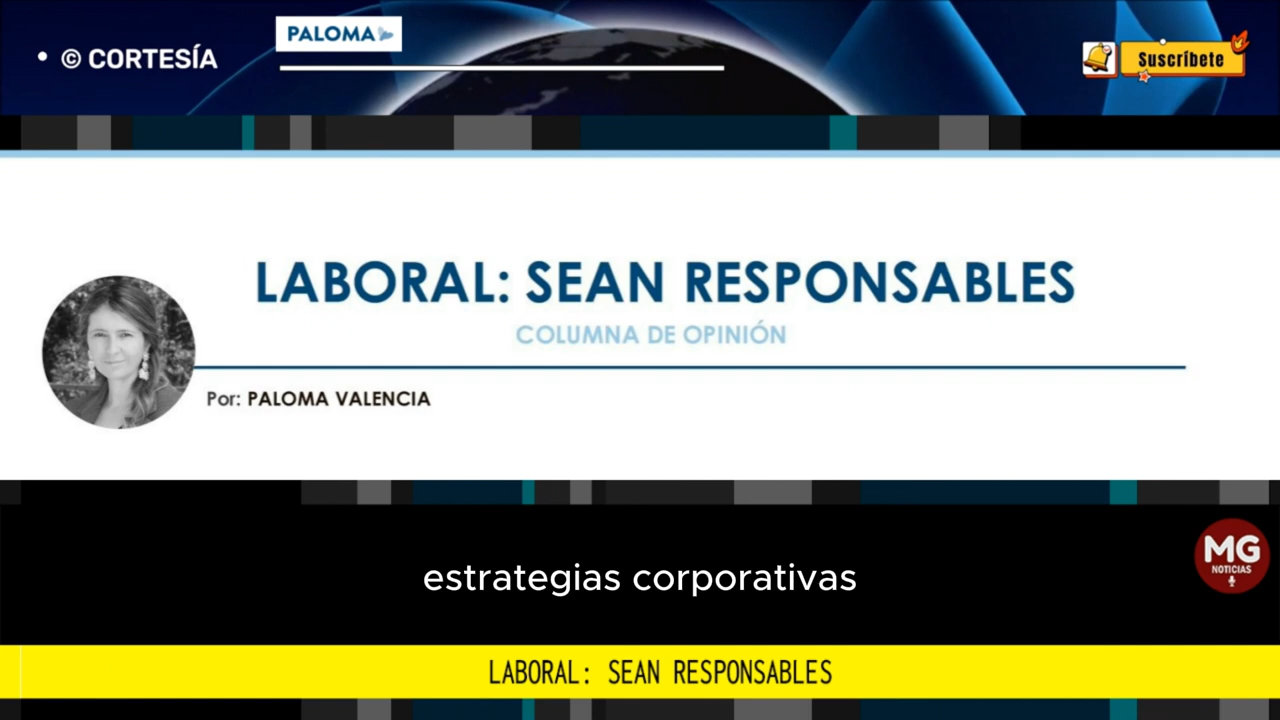 PALOMA
• © CORTESÍA
Suscríbete
LABORAL: SEAN RESPONSABLES
COLUMNA DE OPINIÓN
Por: PALOMA VALENCIA
estrategias corporativas
MG
NOTICIAS
LABORAL: SEAN RESPONSABLES